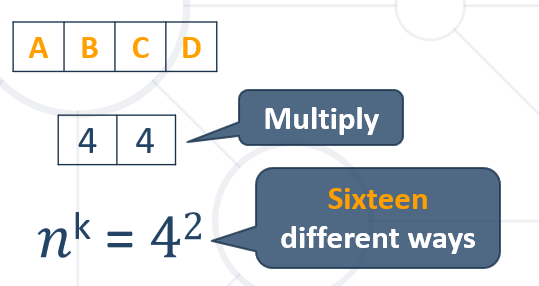 A B C D
4 4
Multiply
nᵏ = 4²
Sixteen
different ways